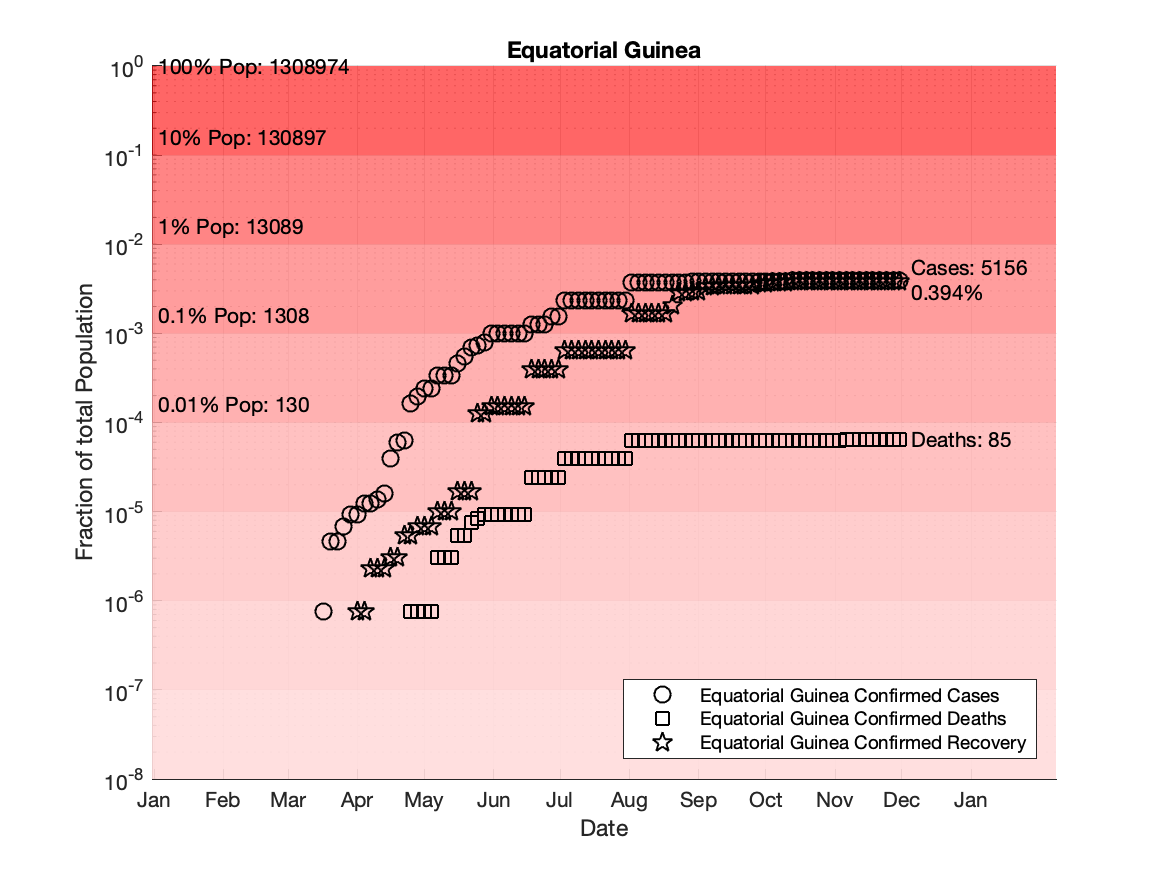 Equatorial Guinea
10^0
100% Pop: 1308974
10% Pop: 130897
10^-1
1% Pop: 13089
10^-2
Cases: 5156
0.394%
0.1% Pop: 1308
10^-3
0.01% Pop: 130
10^-4
Deaths: 85
10^-5
10^-6
10^-7
10^-8
Fraction of total Population
Equatorial Guinea Confirmed Cases
Equatorial Guinea Confirmed Deaths
Equatorial Guinea Confirmed Recovery
Jan Feb Mar Apr May Jun Jul Aug Sep Oct Nov Dec Jan
Date